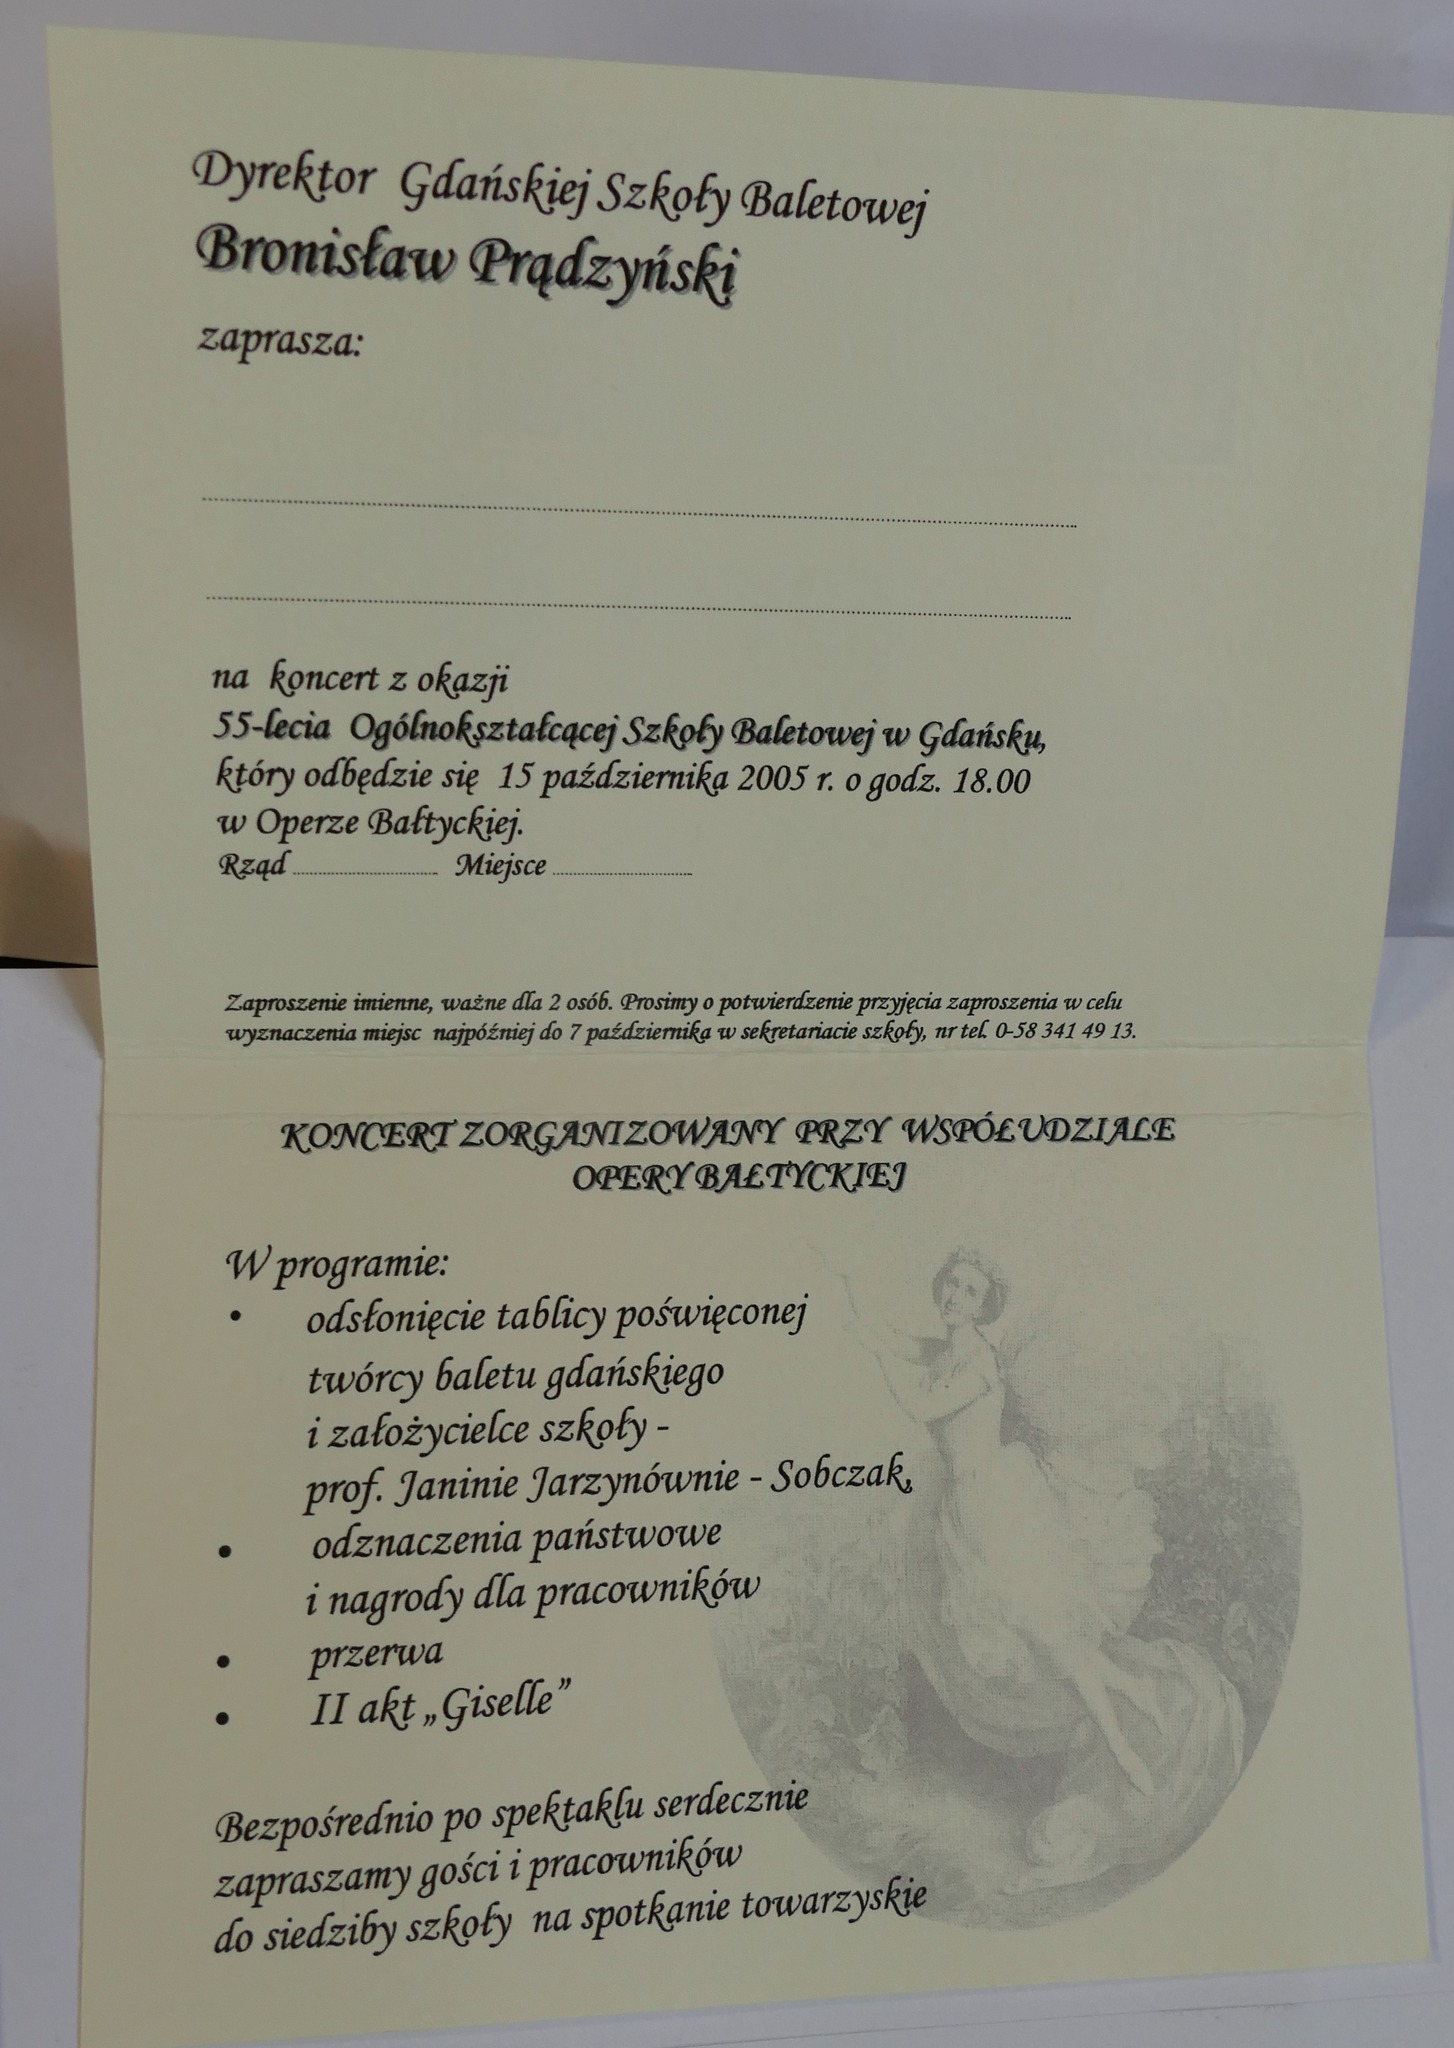 Dyrektor Gdańskiej Szkoły Baletowej
Bronisław Prądzyński
zaprasza:
na koncert z okazji
55-lecia Ogólnokształcącej Szkoły Baletowej w Gdańsku,
który odbędzie się 15 października 2005 r. o godz. 18.00
w Operze Bałtyckiej.
Rząd .................... Miejsce ....................
Zaproszenie imienne, ważne dla 2 osób. Prosimy o potwierdzenie przyjęcia zaproszenia w celu
wyznaczenia miejsc najpóźniej do 7 października w sekretariacie szkoły, nr tel. 0-58 341 49 13.
KONCERT ZORGANIZOWANY PRZY WSPÓŁUDZIALE
OPERY BAŁTYCKIEJ
W programie:
• odsłonięcie tablicy poświęconej
twórcy baletu gdańskiego
i założycielce szkoły -
prof. Janinie Jarzynównie - Sobczak,
• odznaczenia państwowe
i nagrody dla pracowników
• przerwa
• II akt „Giselle”
Bezpośrednio po spektaklu serdecznie
zapraszamy gości i pracowników
do siedziby szkoły na spotkanie towarzyskie